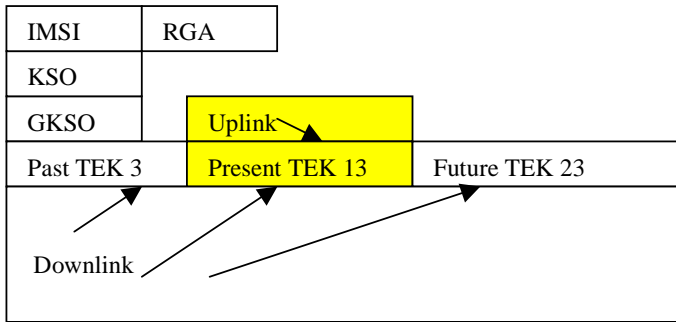 IMSI RGA
KSO
GKSO Uplink
Past TEK 3 Present TEK 13 Future TEK 23
Downlink